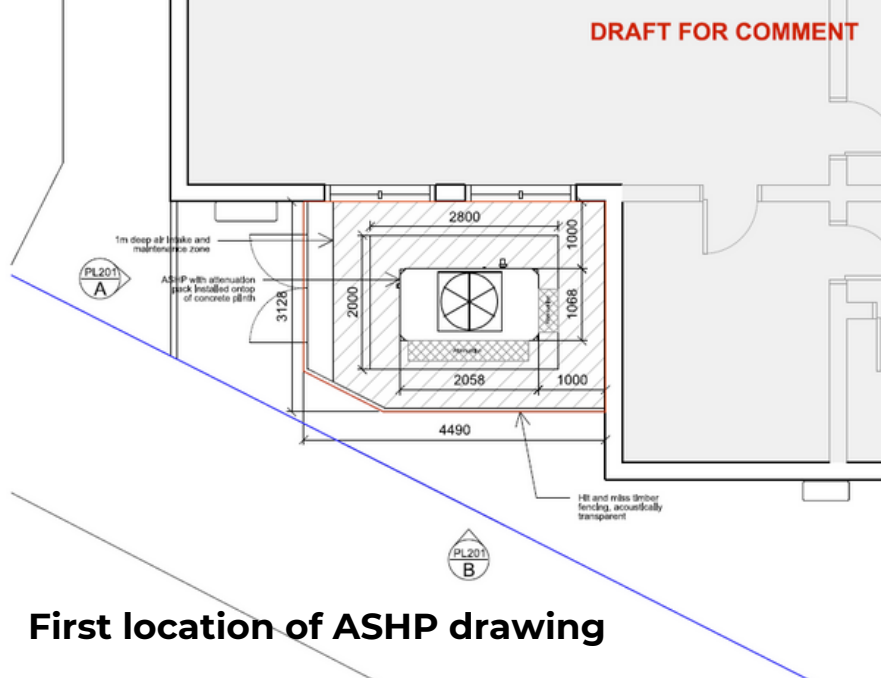 DRAFT FOR COMMENT
2800
1000
1m deep air intake and
maintenance zone
PL201
A
ASHP with attenuation
pack installed ontop
of concrete plinth
3128
2000
1068
2058
1000
4490
Hit and miss timber
fencing, acoustically
transparent
PL201
B
First location of ASHP drawing